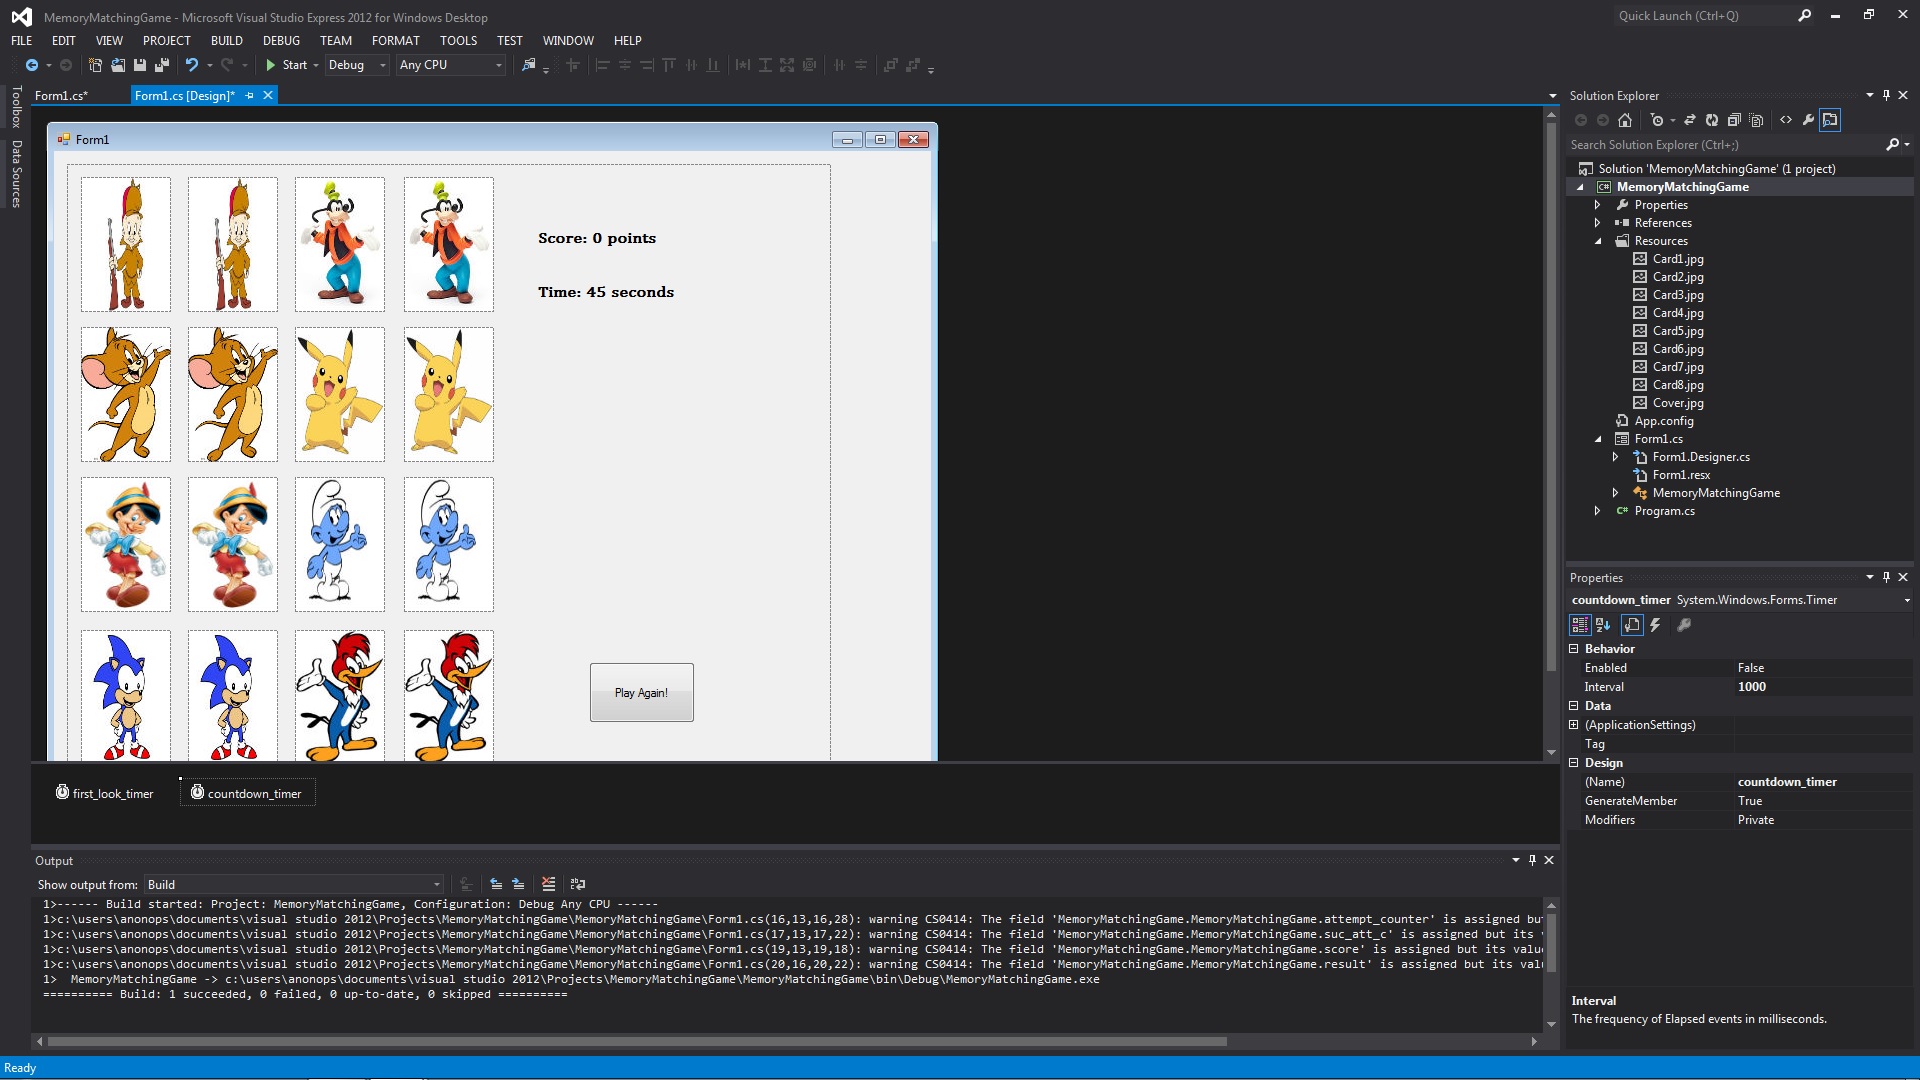 MemoryMatchingGame - Microsoft Visual Studio Express 2012 for Windows Desktop
Quick Launch (Ctrl+Q)
FILE EDIT VIEW PROJECT BUILD DEBUG TEAM FORMAT TOOLS TEST WINDOW HELP
Start Debug Any CPU
Toolbox
Data Sources
Form1.cs* Form1.cs [Design]*
Form1
Score: 0 points
Time: 45 seconds
Play Again!
first_look_timer countdown_timer
Output
Show output from: Build
1>------ Build started: Project: MemoryMatchingGame, Configuration: Debug Any CPU ------
1>c:\users\anonops\documents\visual studio 2012\Projects\MemoryMatchingGame\MemoryMatchingGame\Form1.cs(16,13,16,28): warning CS0414: The field 'MemoryMatchingGame.MemoryMatchingGame.attempt_counter' is assigned but
1>c:\users\anonops\documents\visual studio 2012\Projects\MemoryMatchingGame\MemoryMatchingGame\Form1.cs(17,13,17,22): warning CS0414: The field 'MemoryMatchingGame.MemoryMatchingGame.suc_att_c' is assigned but its
1>c:\users\anonops\documents\visual studio 2012\Projects\MemoryMatchingGame\MemoryMatchingGame\Form1.cs(19,13,19,18): warning CS0414: The field 'MemoryMatchingGame.MemoryMatchingGame.score' is assigned but its valu
1>c:\users\anonops\documents\visual studio 2012\Projects\MemoryMatchingGame\MemoryMatchingGame\Form1.cs(20,16,20,22): warning CS0414: The field 'MemoryMatchingGame.MemoryMatchingGame.result' is assigned but its valu
1>  MemoryMatchingGame -> c:\users\anonops\documents\visual studio 2012\Projects\MemoryMatchingGame\MemoryMatchingGame\bin\Debug\MemoryMatchingGame.exe
========== Build: 1 succeeded, 0 failed, 0 up-to-date, 0 skipped ==========
Solution Explorer
Search Solution Explorer (Ctrl+;)
Solution 'MemoryMatchingGame' (1 project)
MemoryMatchingGame
Properties
References
Resources
Card1.jpg
Card2.jpg
Card3.jpg
Card4.jpg
Card5.jpg
Card6.jpg
Card7.jpg
Card8.jpg
Cover.jpg
App.config
Form1.cs
Form1.Designer.cs
Form1.resx
MemoryMatchingGame
Program.cs
Properties
countdown_timer System.Windows.Forms.Timer
Behavior
Enabled False
Interval 1000
Data
(ApplicationSettings)
Tag
Design
(Name) countdown_timer
GenerateMember True
Modifiers Private
Interval
The frequency of Elapsed events in milliseconds.
Ready